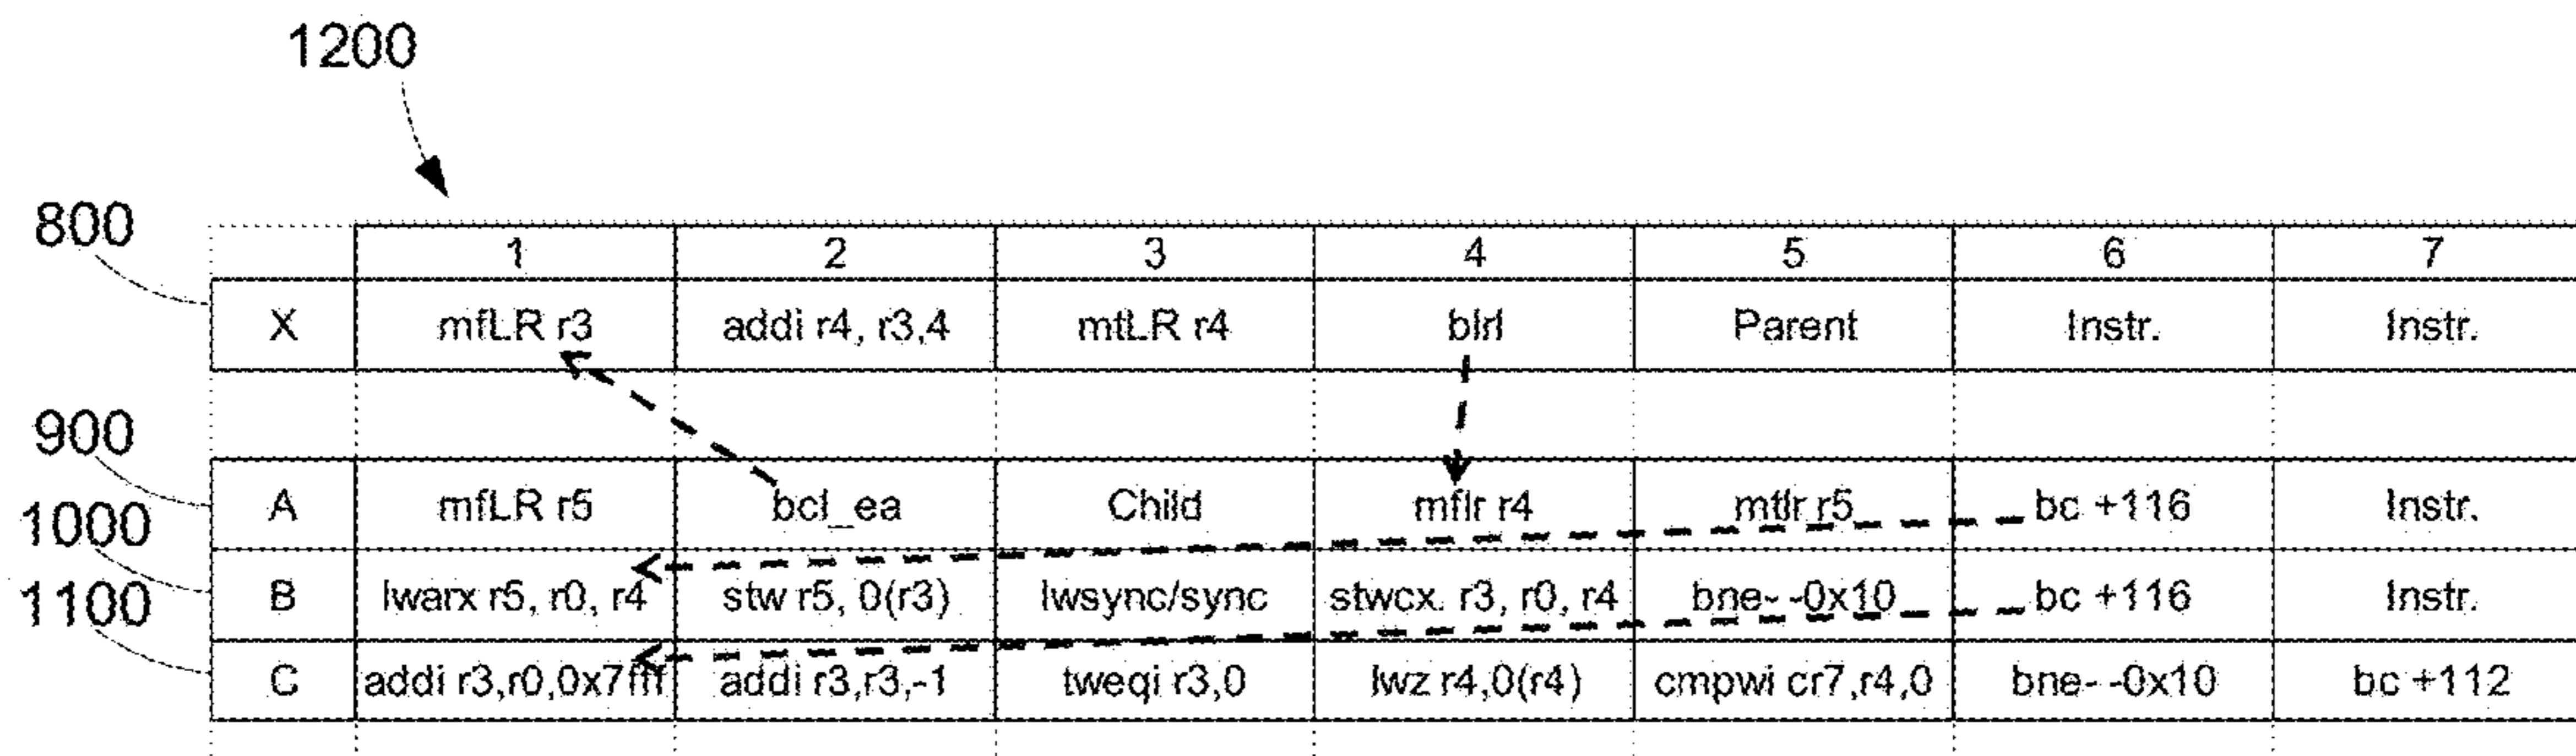 1200
800
1 2 3 4 5 6 7
X mfLR r3 addi r4, r3,4 mtLR r4 blrl Parent Instr. Instr.
900
A mfLR r5 bcl_ea Child mflr r4 mtlr r5 bc +116 Instr.
1000
B lwarx r5, r0, r4 stw r5, 0(r3) lwsync/sync stwcx. r3, r0, r4 bne- -0x10 bc +116 Instr.
1100
C addi r3,r0,0x7fff addi r3,r3,-1 tweqi r3,0 lwz r4,0(r4) cmpwi cr7,r4,0 bne- -0x10 bc +112